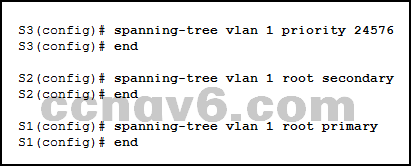 S3(config)# spanning-tree vlan 1 priority 24576
S3(config)# end
S2(config)# spanning-tree vlan 1 root secondary
S2(config)# end
ccnav6.com
S1(config)# spanning-tree vlan 1 root primary
S1(config)# end